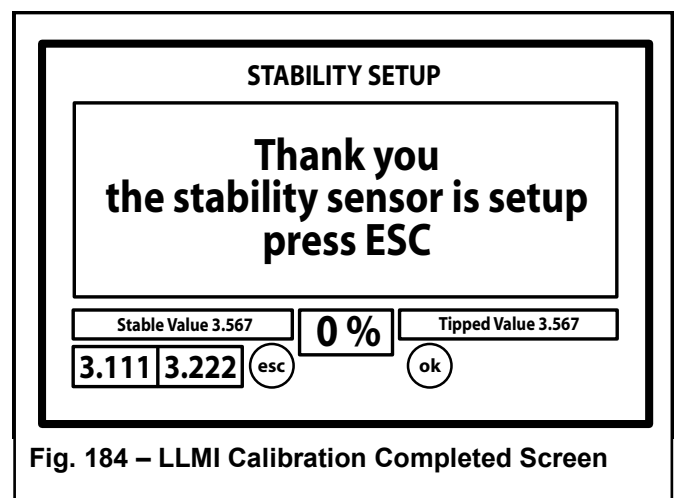 STABILITY SETUP
Thank you
the stability sensor is setup
press ESC
Stable Value 3.567
0 %
Tipped Value 3.567
3.111 3.222 esc
ok
Fig. 184 – LLMI Calibration Completed Screen